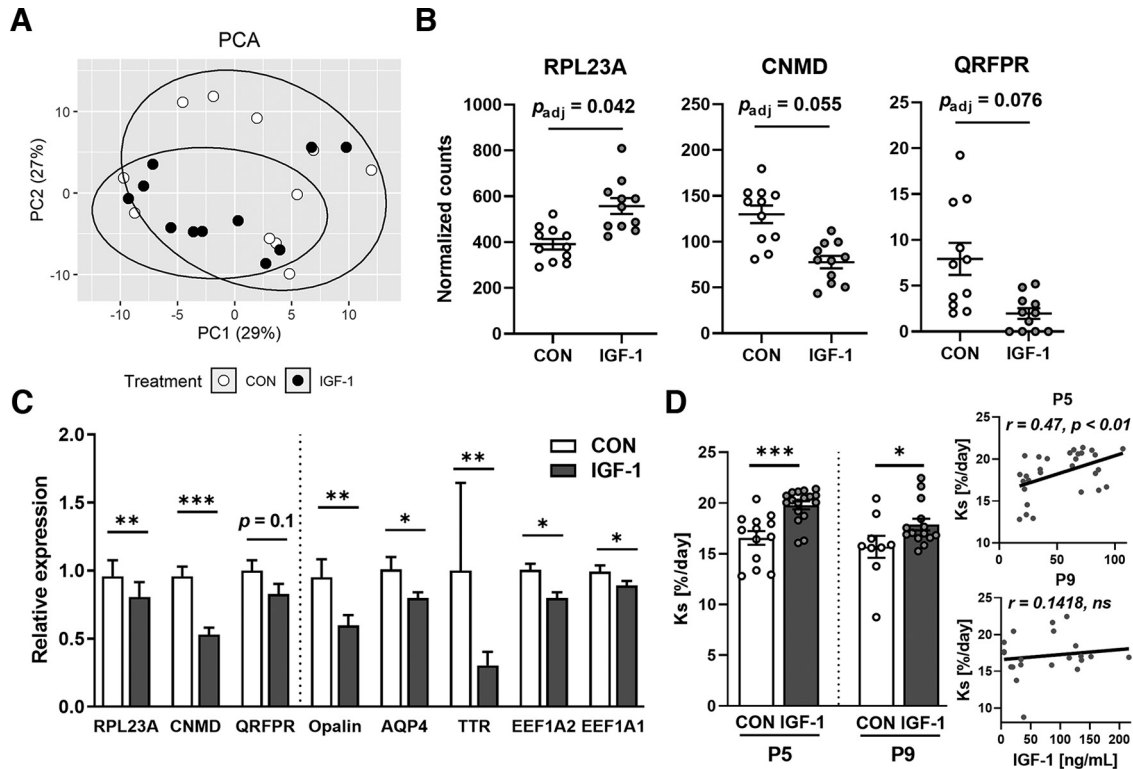 A
PCA
PC2 (27%)
10
0
-10
-10
-5
0
5
10
PC1 (29%)
Treatment CON IGF-1
B
RPL23A
CNMD
QRFPR
Normalized counts
1000
800
600
400
200
0
padj = 0.042
CON IGF-1
250
200
150
100
50
0
padj = 0.055
CON IGF-1
25
20
15
10
5
0
padj = 0.076
CON IGF-1
C
Relative expression
2.0
1.5
1.0
0.5
0.0
CON
IGF-1
**
***
p = 0.1
**
*
**
*
*
RPL23A CNMD QRFPR Opalin AQP4 TTR EEF1A2 EEF1A1
D
Ks [%/day]
25
20
15
10
5
0
***
*
CON IGF-1 CON IGF-1
P5 P9
P5
r = 0.47, p < 0.01
Ks [%/day]
25
20
15
10
0 50 100
P9
r = 0.1418, ns
Ks [%/day]
25
20
15
10
0 50 100 150 200
IGF-1 [ng/mL]